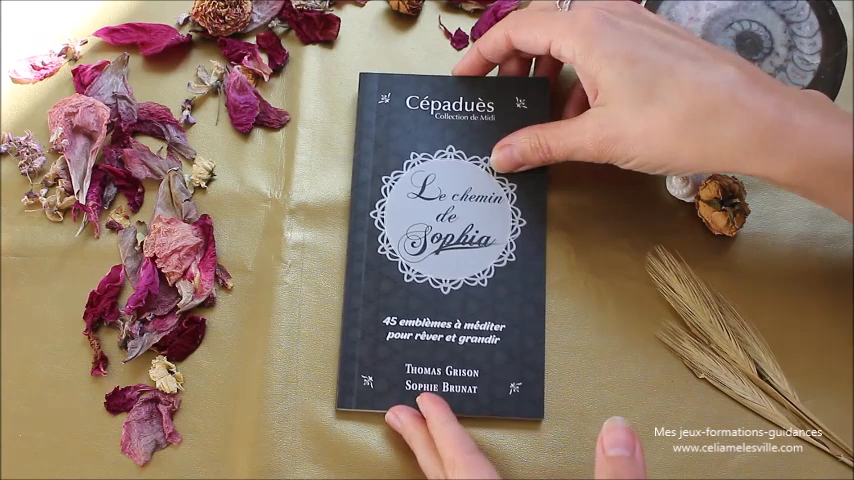 Cépaduès
Collection de Midi
Le chemin
de
Sophia
45 emblèmes à méditer
pour rêver et grandir
Thomas Grison
Sophie Brunat
Mes jeux-formations-guidances
www.celiamelesville.com